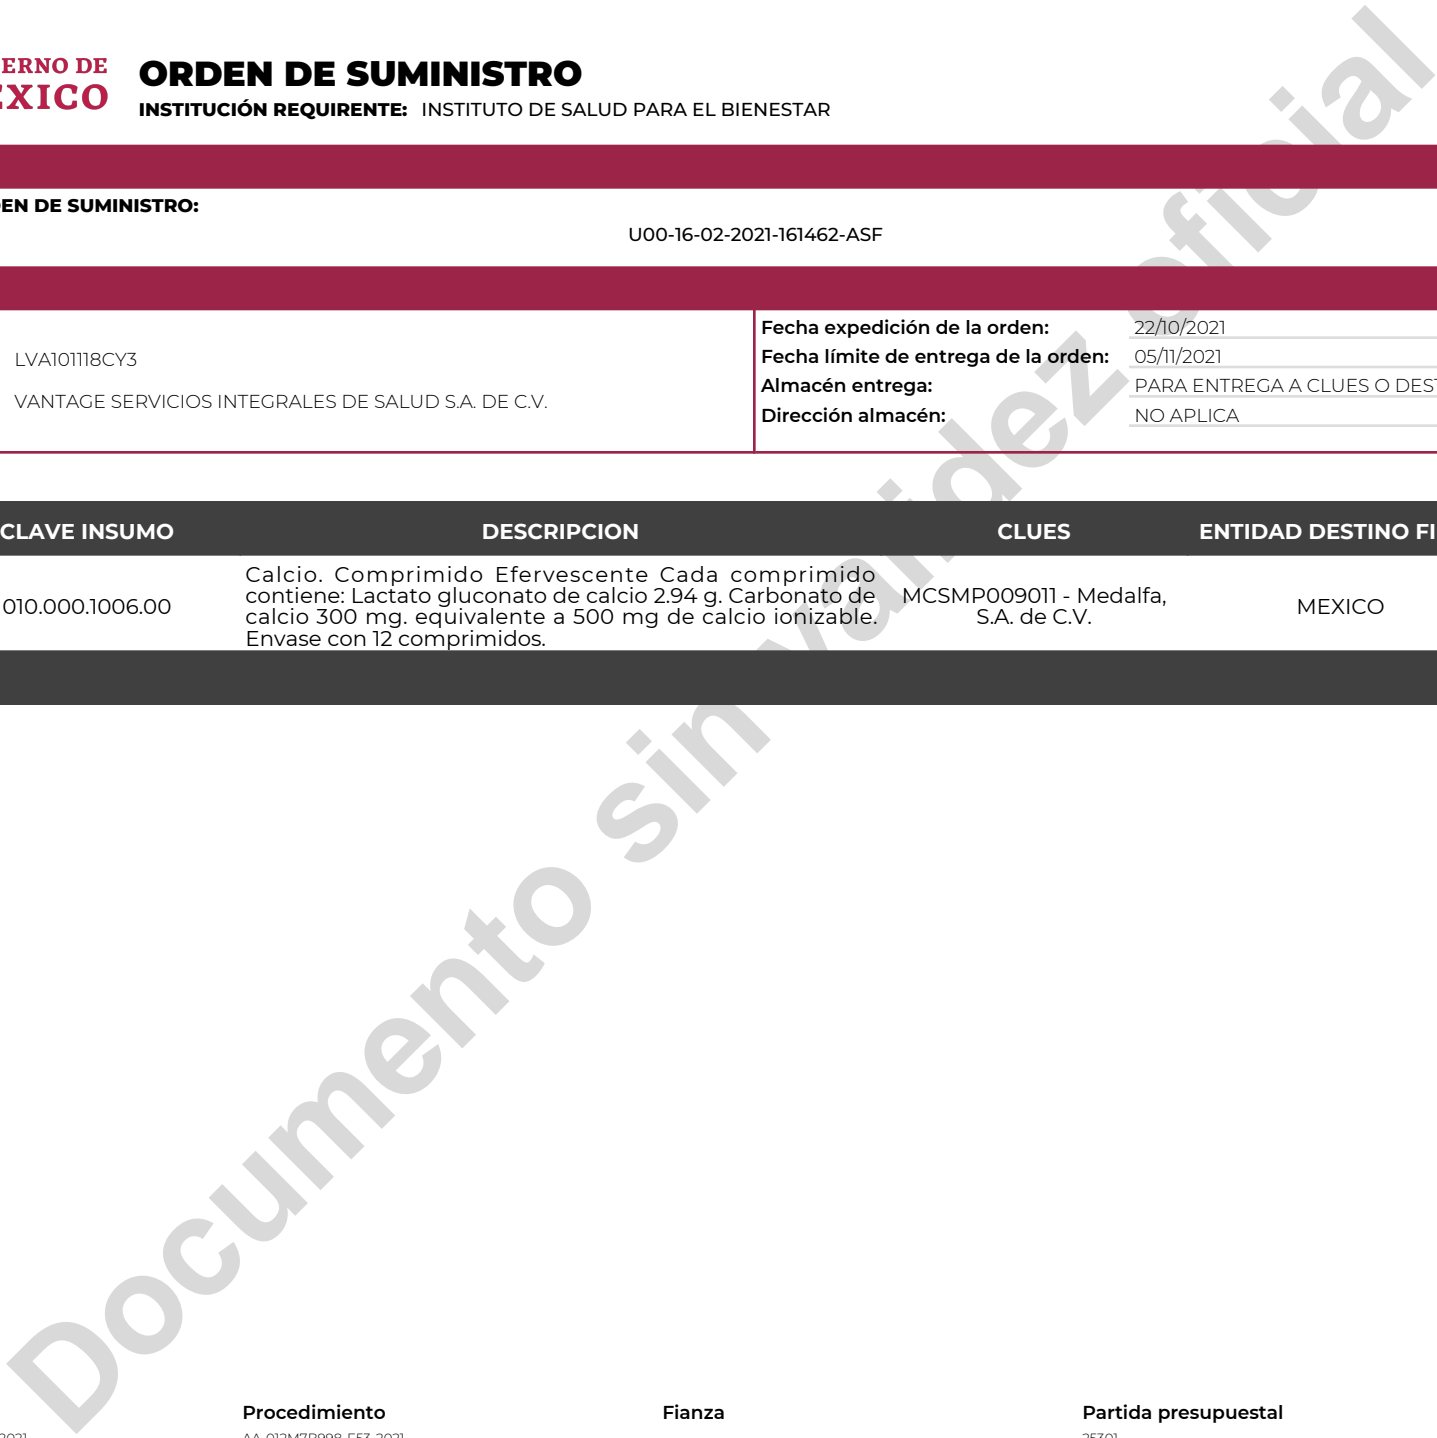 ERNO DE
EXICO
ORDEN DE SUMINISTRO
INSTITUCIÓN REQUIRENTE: INSTITUTO DE SALUD PARA EL BIENESTAR
EN DE SUMINISTRO:
U00-16-02-2021-161462-ASF
LVA101118CY3
VANTAGE SERVICIOS INTEGRALES DE SALUD S.A. DE C.V.
Fecha expedición de la orden: 22/10/2021
Fecha límite de entrega de la orden: 05/11/2021
Almacén entrega: PARA ENTREGA A CLUES O DEST
Dirección almacén: NO APLICA
CLAVE INSUMO DESCRIPCION CLUES ENTIDAD DESTINO FI
010.000.1006.00
Calcio. Comprimido Efervescente Cada comprimido
contiene: Lactato gluconato de calcio 2.94 g. Carbonato de
calcio 300 mg. equivalente a 500 mg de calcio ionizable.
Envase con 12 comprimidos.
MCSMP009011 - Medalfa,
S.A. de C.V.
MEXICO
Documento sin validez oficial
Procedimiento Fianza Partida presupuestal